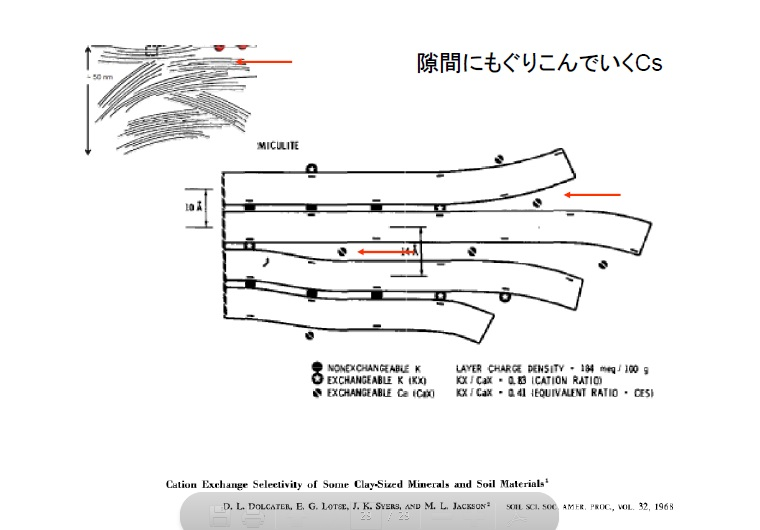 隙間にもぐりこんでいくCs
~50 nm
MICULITE
10 Å
14 Å
NONEXCHANGEABLE K
EXCHANGEABLE K (KX)
EXCHANGEABLE Ca (CaX)
LAYER CHARGE DENSITY • 184 meq / 100 g
KX / CaX • 0.83 (CATION RATIO)
KX / CaX • 0.41 (EQUIVALENT RATIO • CES)
Cation Exchange Selectivity of Some Clay-Sized Minerals and Soil Materials¹
D. L. DOLCATER, E. G. LOTSE, J. K. SYERS, AND M. L. JACKSON² SOIL SCI. SOC. AMER. PROC., VOL. 32, 1968